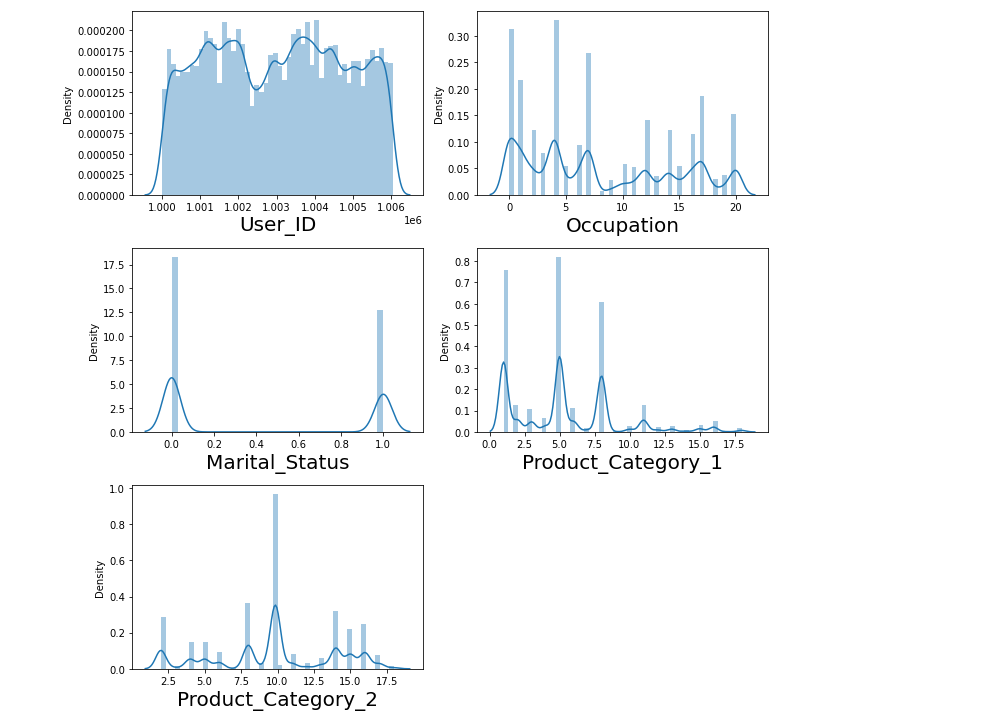 0.000200
0.000175
0.000150
0.000125
0.000100
0.000075
0.000050
0.000025
0.000000
Density
1.000 1.001 1.002 1.003 1.004 1.005 1.006
1e6
User_ID
0.30
0.25
0.20
0.15
0.10
0.05
0.00
Density
0 5 10 15 20
Occupation
17.5
15.0
12.5
10.0
7.5
5.0
2.5
0.0
Density
0.0 0.2 0.4 0.6 0.8 1.0
Marital_Status
0.8
0.7
0.6
0.5
0.4
0.3
0.2
0.1
0.0
Density
0.0 2.5 5.0 7.5 10.0 12.5 15.0 17.5
Product_Category_1
1.0
0.8
0.6
0.4
0.2
0.0
Density
2.5 5.0 7.5 10.0 12.5 15.0 17.5
Product_Category_2